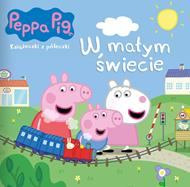 Peppa Pig
Książeczki z półeczki
W małym
świecie